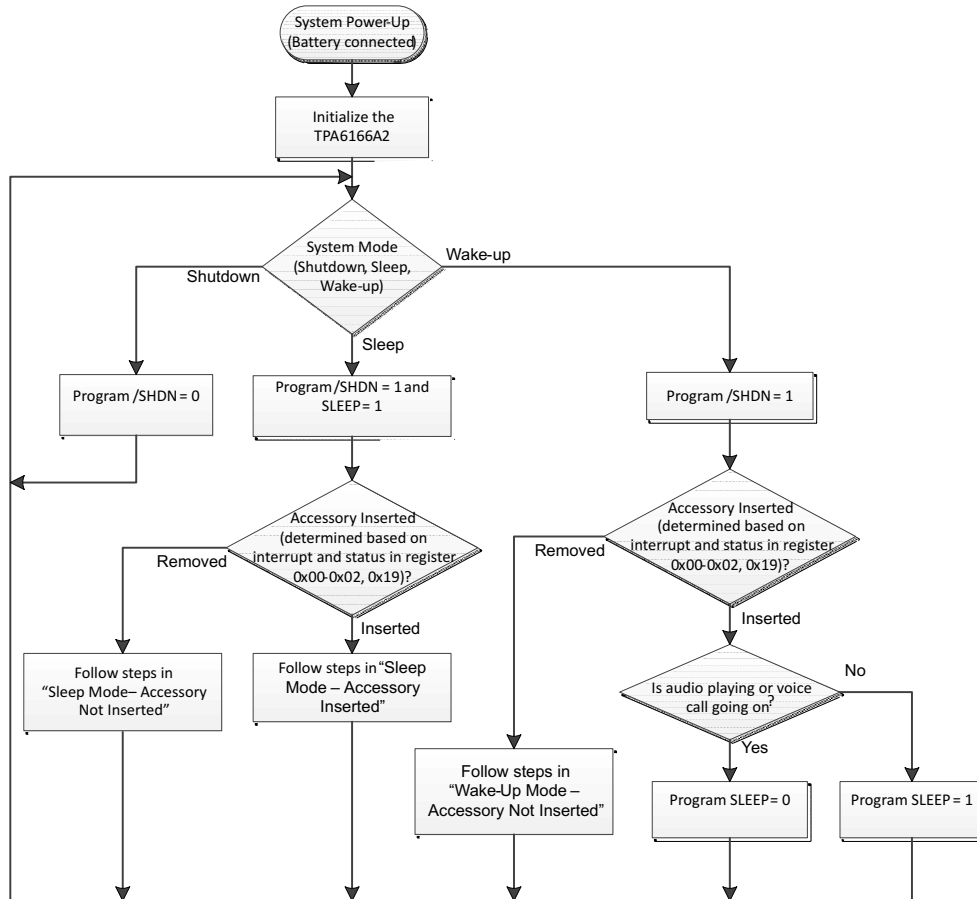 System Power-Up
(Battery connected)
Initialize the
TPA6166A2
System Mode
(Shutdown, Sleep,
Wake-up)
Shutdown
Wake-up
Sleep
Program /SHDN = 0
Program /SHDN = 1 and
SLEEP = 1
Program /SHDN = 1
Accessory Inserted
(determined based on
interrupt and status in register
0x00-0x02, 0x19)?
Removed
Inserted
Accessory Inserted
(determined based on
interrupt and status in register
0x00-0x02, 0x19)?
Removed
Inserted
Follow steps in
“Sleep Mode– Accessory
Not Inserted”
Follow steps in “Sleep
Mode – Accessory
Inserted”
Is audio playing or voice
call going on?
No
Yes
Follow steps in
“Wake-Up Mode –
Accessory Not Inserted”
Program SLEEP = 0
Program SLEEP = 1